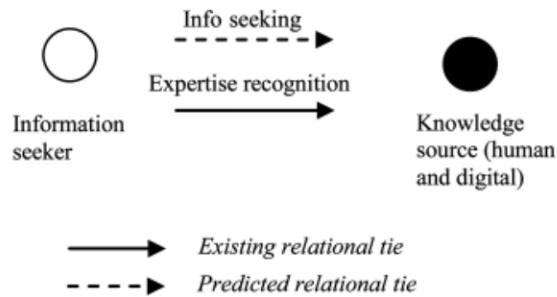 Info seeking
Expertise recognition
Information
seeker
Knowledge
source (human
and digital)
Existing relational tie
Predicted relational tie